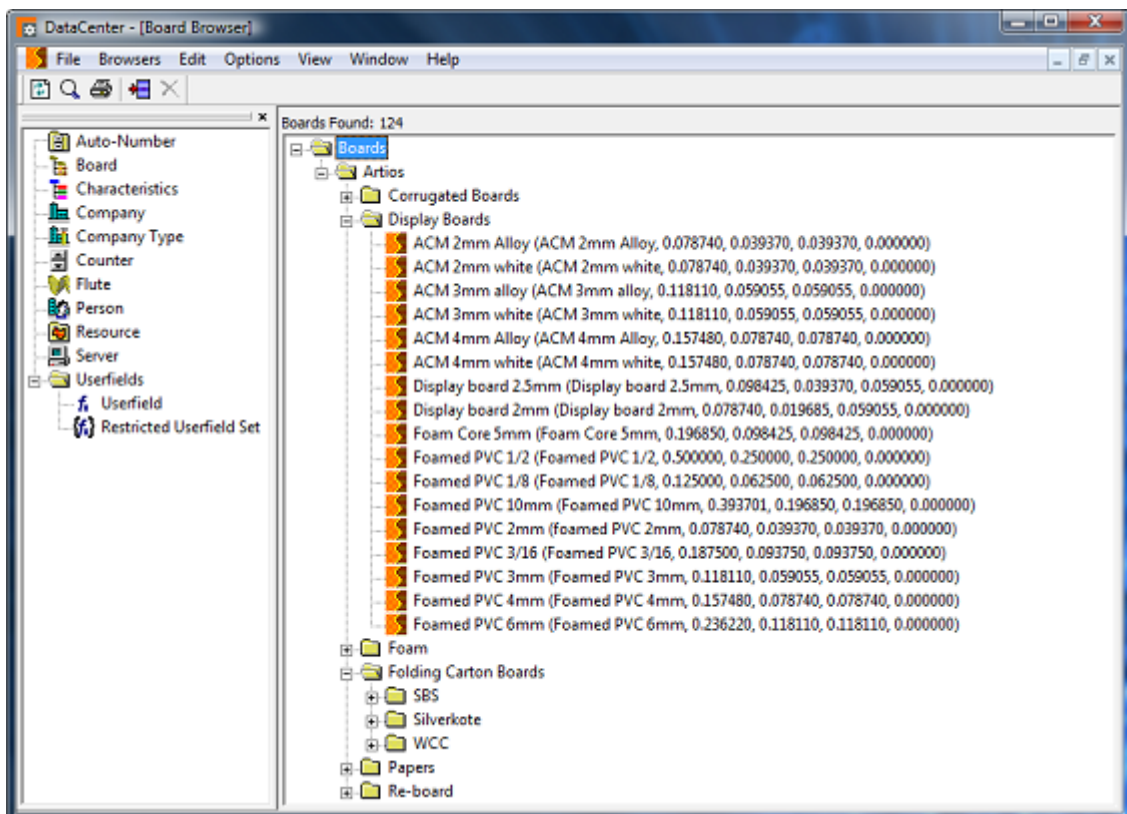 DataCenter - [Board Browser]
File Browsers Edit Options View Window Help
Boards Found: 124
Auto-Number
Board
Characteristics
Company
Company Type
Counter
Flute
Person
Resource
Server
Userfields
Userfield
Restricted Userfield Set
Boards
Artios
Corrugated Boards
Display Boards
ACM 2mm Alloy (ACM 2mm Alloy, 0.078740, 0.039370, 0.039370, 0.000000)
ACM 2mm white (ACM 2mm white, 0.078740, 0.039370, 0.039370, 0.000000)
ACM 3mm alloy (ACM 3mm alloy, 0.118110, 0.059055, 0.059055, 0.000000)
ACM 3mm white (ACM 3mm white, 0.118110, 0.059055, 0.059055, 0.000000)
ACM 4mm Alloy (ACM 4mm Alloy, 0.157480, 0.078740, 0.078740, 0.000000)
ACM 4mm white (ACM 4mm white, 0.157480, 0.078740, 0.078740, 0.000000)
Display board 2.5mm (Display board 2.5mm, 0.098425, 0.039370, 0.059055, 0.000000)
Display board 2mm (Display board 2mm, 0.078740, 0.019685, 0.059055, 0.000000)
Foam Core 5mm (Foam Core 5mm, 0.196850, 0.098425, 0.098425, 0.000000)
Foamed PVC 1/2 (Foamed PVC 1/2, 0.500000, 0.250000, 0.250000, 0.000000)
Foamed PVC 1/8 (Foamed PVC 1/8, 0.125000, 0.062500, 0.062500, 0.000000)
Foamed PVC 10mm (Foamed PVC 10mm, 0.393701, 0.196850, 0.196850, 0.000000)
Foamed PVC 2mm (foamed PVC 2mm, 0.078740, 0.039370, 0.039370, 0.000000)
Foamed PVC 3/16 (Foamed PVC 3/16, 0.187500, 0.093750, 0.093750, 0.000000)
Foamed PVC 3mm (Foamed PVC 3mm, 0.118110, 0.059055, 0.059055, 0.000000)
Foamed PVC 4mm (Foamed PVC 4mm, 0.157480, 0.078740, 0.078740, 0.000000)
Foamed PVC 6mm (Foamed PVC 6mm, 0.236220, 0.118110, 0.118110, 0.000000)
Foam
Folding Carton Boards
SBS
Silverkote
WCC
Papers
Re-board